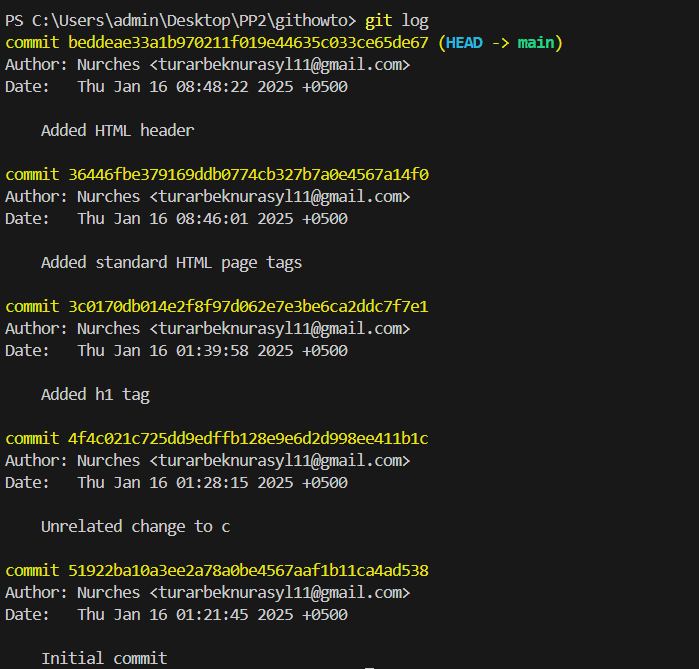 PS C:\Users\admin\Desktop\PP2\githowto> git log
commit beddeae33a1b970211f019e44635c033ce65de67 (HEAD -> main)
Author: Nurches <turarbeknurasyl11@gmail.com>
Date:   Thu Jan 16 08:48:22 2025 +0500
    Added HTML header
commit 36446fbe379169ddb0774cb327b7a0e4567a14f0
Author: Nurches <turarbeknurasyl11@gmail.com>
Date:   Thu Jan 16 08:46:01 2025 +0500
    Added standard HTML page tags
commit 3c0170db014e2f8f97d062e7e3be6ca2ddc7f7e1
Author: Nurches <turarbeknurasyl11@gmail.com>
Date:   Thu Jan 16 01:39:58 2025 +0500
    Added h1 tag
commit 4f4c021c725dd9edffb128e9e6d2d998ee411b1c
Author: Nurches <turarbeknurasyl11@gmail.com>
Date:   Thu Jan 16 01:28:15 2025 +0500
    Unrelated change to c
commit 51922ba10a3ee2a78a0be4567aaf1b11ca4ad538
Author: Nurches <turarbeknurasyl11@gmail.com>
Date:   Thu Jan 16 01:21:45 2025 +0500
    Initial commit